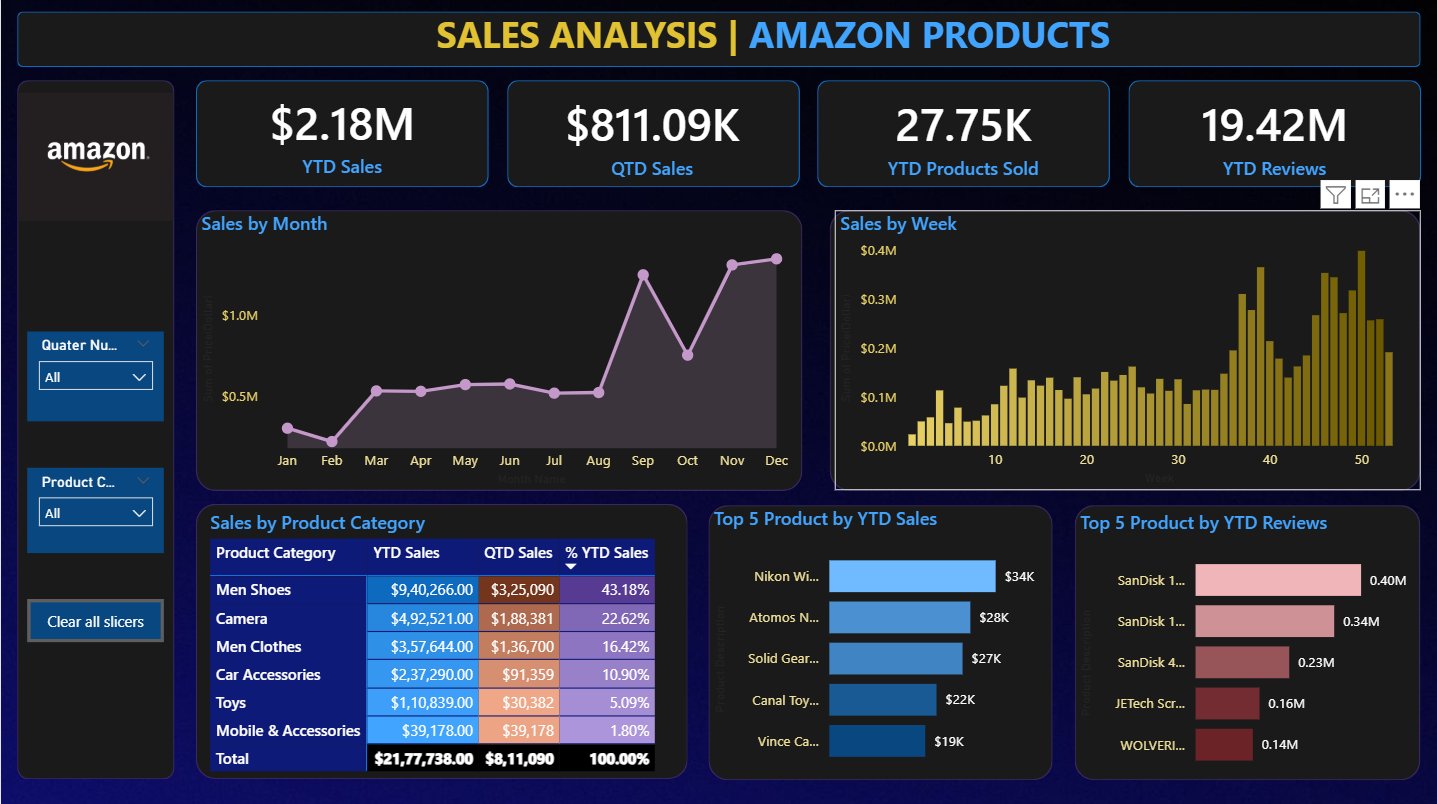 SALES ANALYSIS | AMAZON PRODUCTS
amazon
$2.18M
YTD Sales
$811.09K
QTD Sales
27.75K
YTD Products Sold
19.42M
YTD Reviews
Quater Nu...
All
Product C...
All
Clear all slicers
Sales by Month
Sum of Price(Dollar)
$1.0M
$0.5M
Jan Feb Mar Apr May Jun Jul Aug Sep Oct Nov Dec
Month Name
Sales by Week
Sum of Price(Dollar)
$0.4M
$0.3M
$0.2M
$0.1M
$0.0M
10 20 30 40 50
Week
Sales by Product Category
Product Category YTD Sales QTD Sales % YTD Sales
Men Shoes $9,40,266.00 $3,25,090 43.18%
Camera $4,92,521.00 $1,88,381 22.62%
Men Clothes $3,57,644.00 $1,36,700 16.42%
Car Accessories $2,37,290.00 $91,359 10.90%
Toys $1,10,839.00 $30,382 5.09%
Mobile & Accessories $39,178.00 $39,178 1.80%
Total $21,77,738.00 $8,11,090 100.00%
Top 5 Product by YTD Sales
Product Description
Nikon Wi... $34K
Atomos N... $28K
Solid Gear... $27K
Canal Toy... $22K
Vince Ca... $19K
Top 5 Product by YTD Reviews
Product Description
SanDisk 1... 0.40M
SanDisk 1... 0.34M
SanDisk 4... 0.23M
JETech Scr... 0.16M
WOLVERI... 0.14M